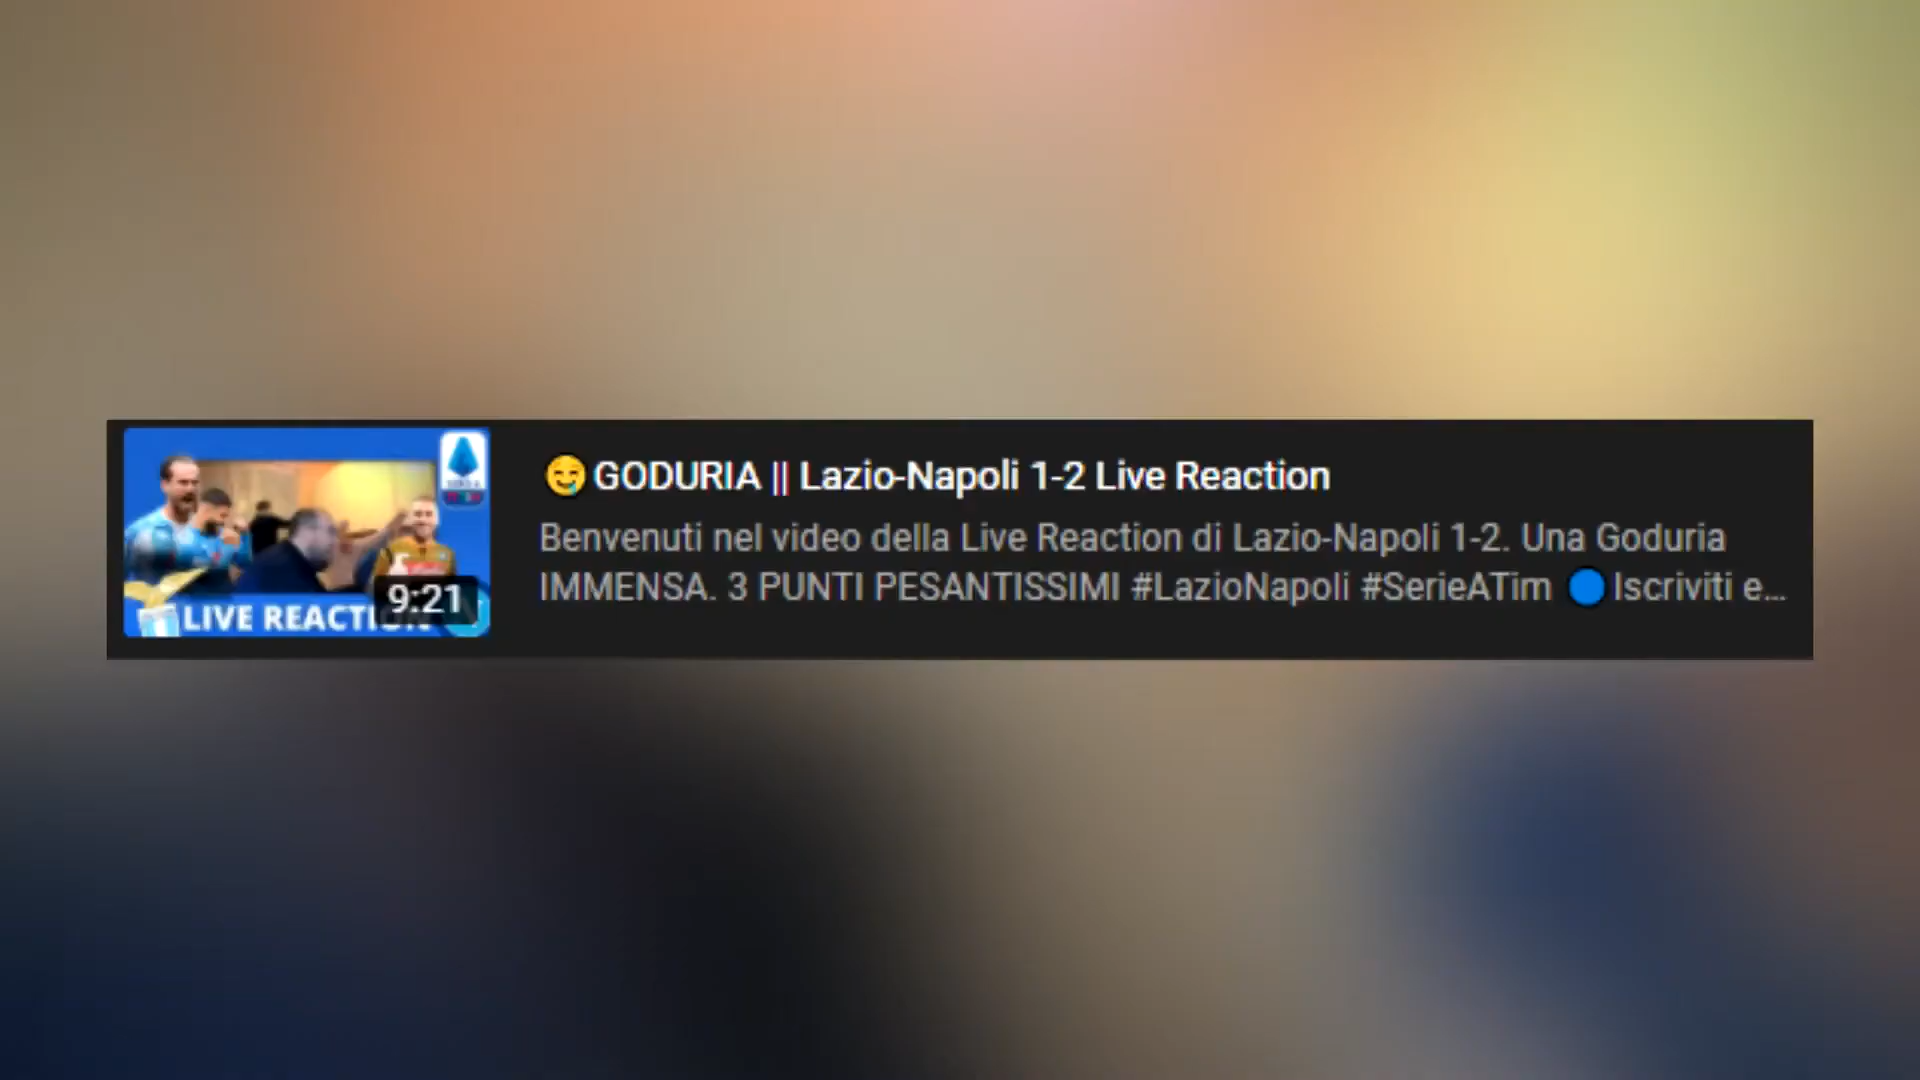 🤤GODURIA || Lazio-Napoli 1-2 Live Reaction
Benvenuti nel video della Live Reaction di Lazio-Napoli 1-2. Una Goduria
IMMENSA. 3 PUNTI PESANTISSIMI #LazioNapoli #SerieATim 🔵Iscriviti e...
9:21
LIVE REACTION